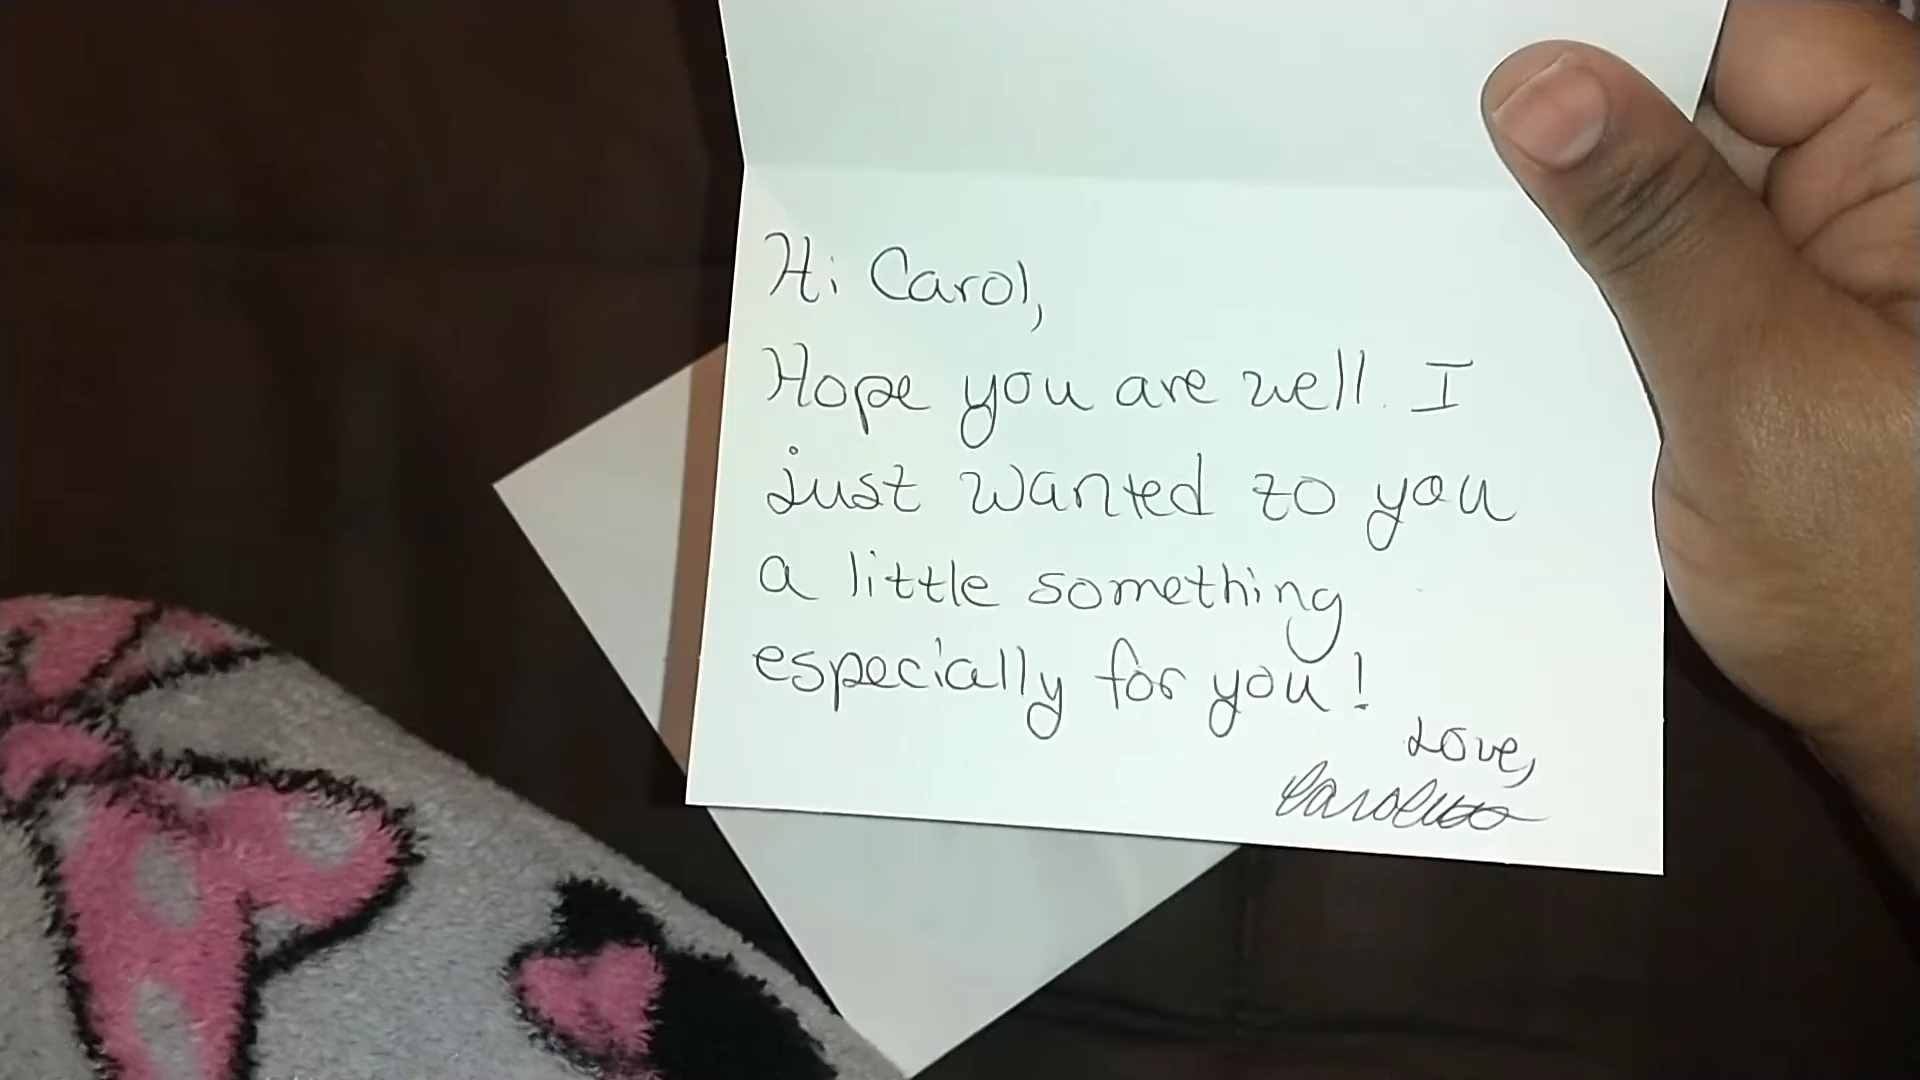 Hi Carol,
Hope you are well. I
just wanted to you
a little something
especially for you!
Love,